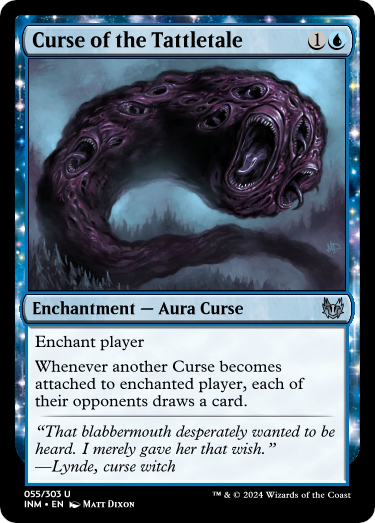 Curse of the Tattletale 1
Enchantment — Aura Curse
Enchant player
Whenever another Curse becomes
attached to enchanted player, each of
their opponents draws a card.
“That blabbermouth desperately wanted to be
heard. I merely gave her that wish.”
—Lynde, curse witch
055/303 U
INM • EN Matt Dixon
™ & © 2024 Wizards of the Coast